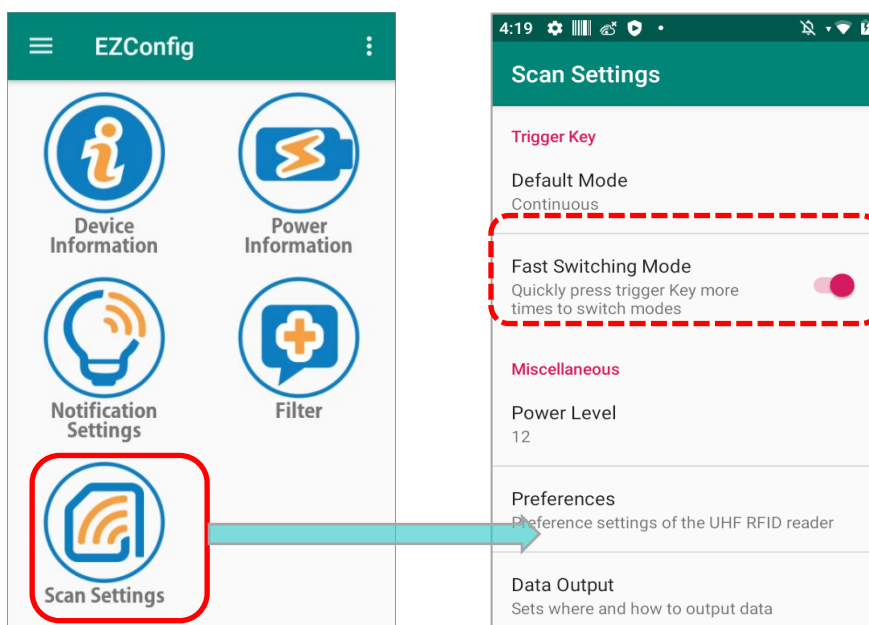 EZConfig
Device
Information
Power
Information
Notification
Settings
Filter
Scan Settings
4:19
Scan Settings
Trigger Key
Default Mode
Continuous
Fast Switching Mode
Quickly press trigger Key more
times to switch modes
Miscellaneous
Power Level
12
Preferences
Preference settings of the UHF RFID reader
Data Output
Sets where and how to output data